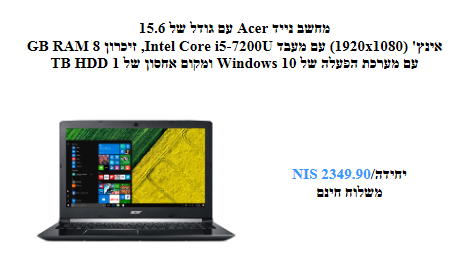 מחשב נייד Acer עם גודל של 15.6
אינץ' (1920x1080) עם מעבד Intel Core i5-7200U, זיכרון 8 GB RAM
עם מערכת הפעלה של Windows 10 ומקום אחסון של 1 TB HDD
יחידה/NIS 2349.90
משלוח חינם
acer